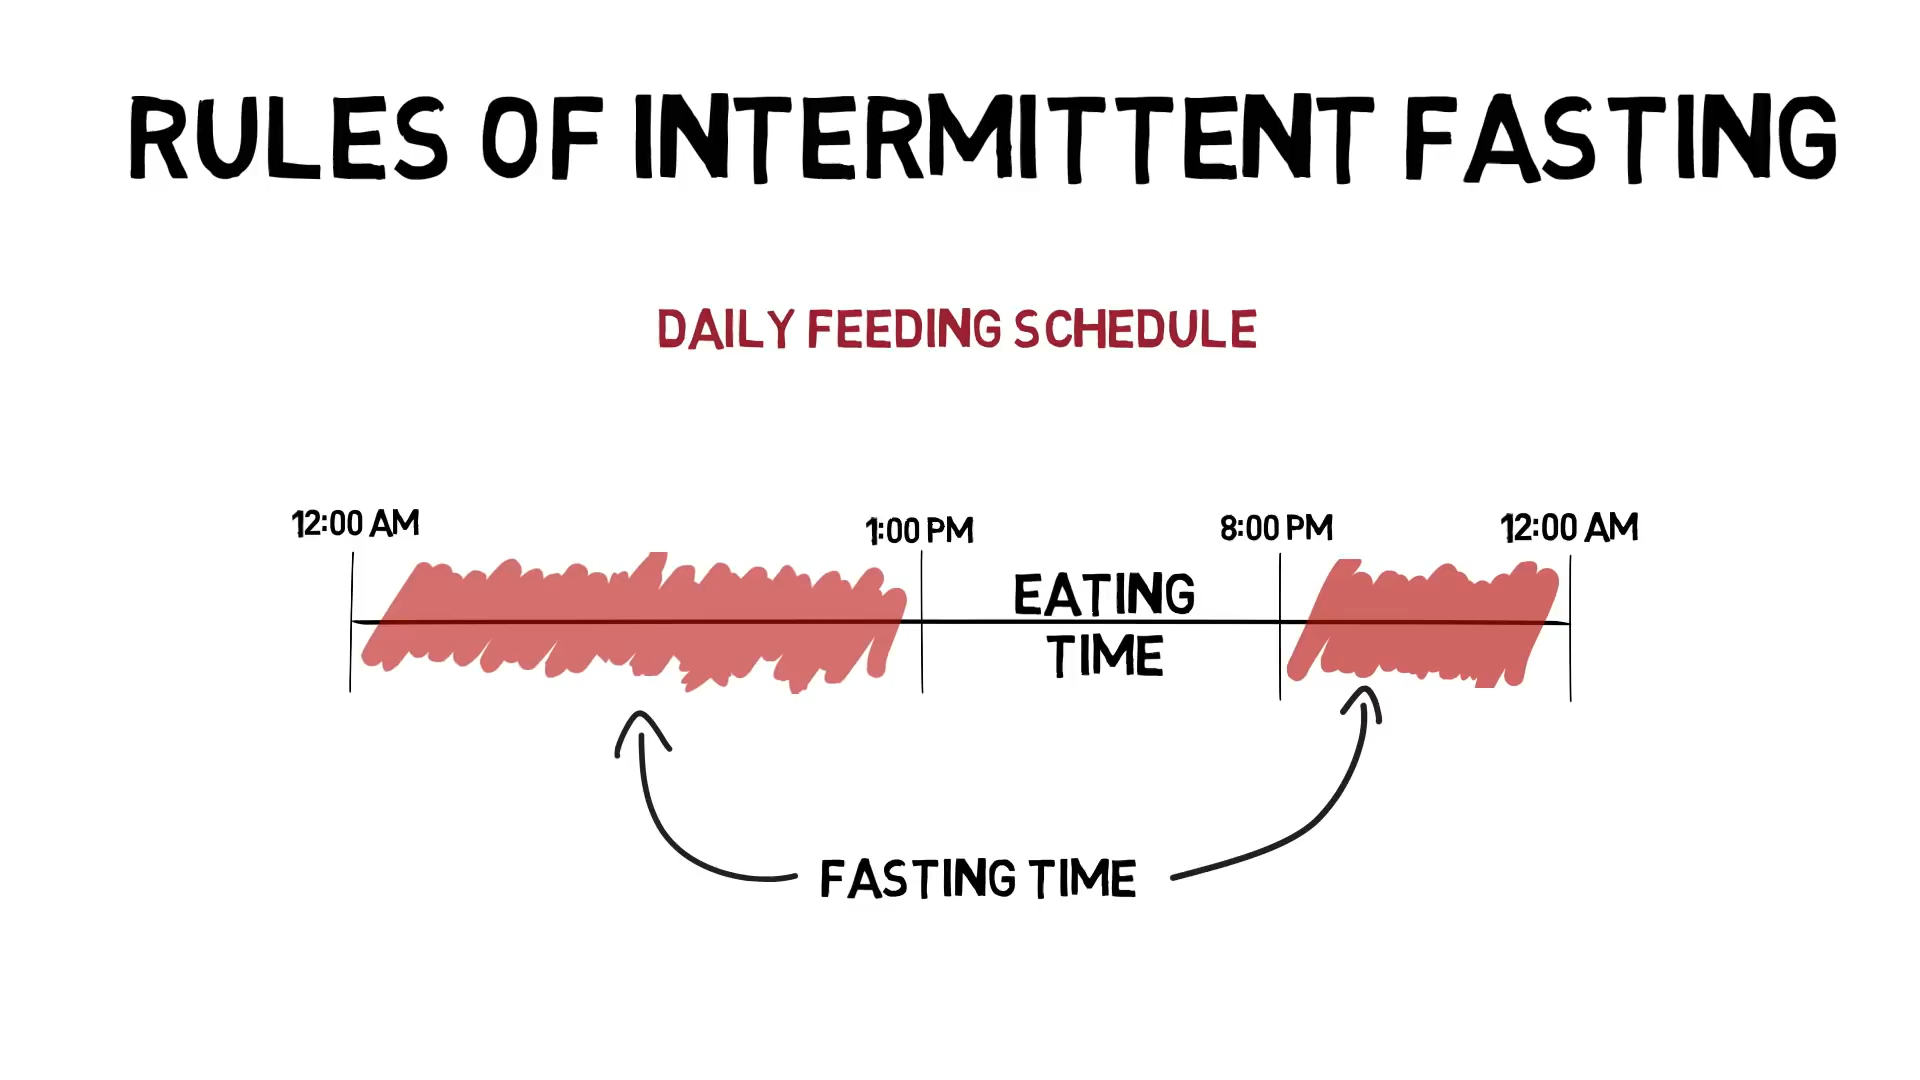 RULES OF INTERMITTENT FASTING
DAILY FEEDING SCHEDULE
12:00 AM
1:00 PM
8:00 PM
12:00 AM
EATING
TIME
FASTING TIME